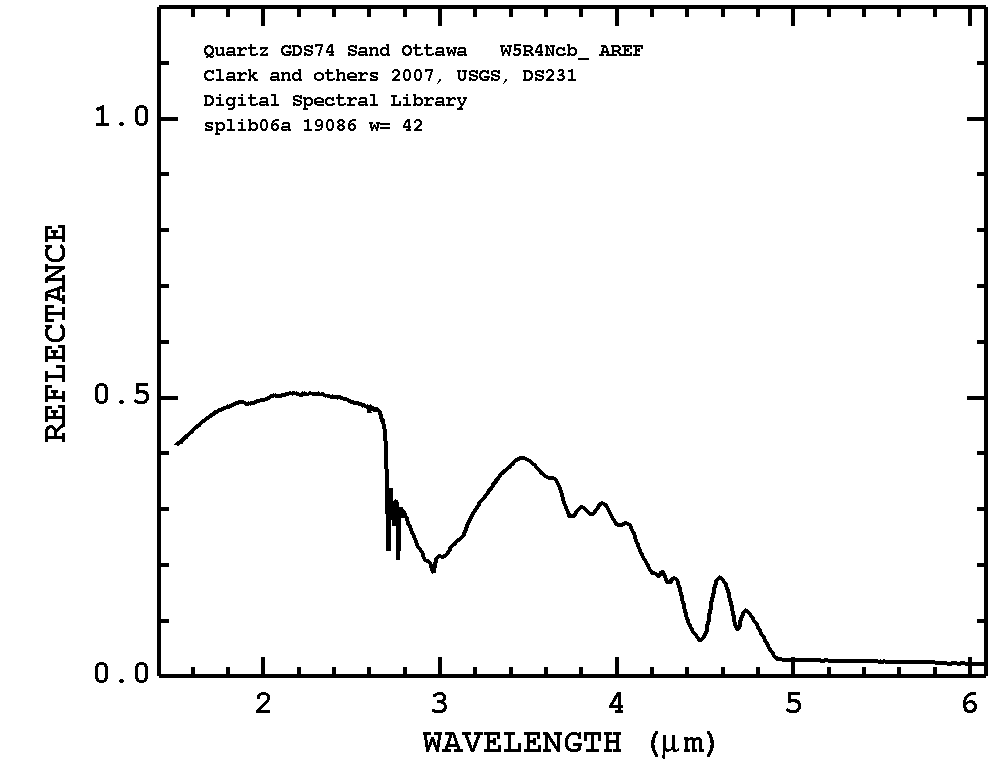 Quartz GDS74 Sand Ottawa W5R4Ncb_ AREF
Clark and others 2007, USGS, DS231
Digital Spectral Library
splib06a 19086 w= 42
1.0
0.5
0.0
REFLECTANCE
2 3 4 5 6
WAVELENGTH (μm)